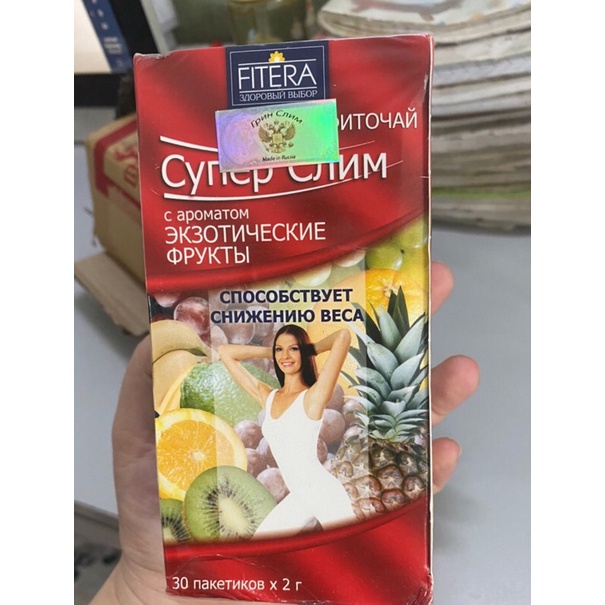 FITERA
ЗДОРОВЫЙ ВЫБОР
Грин Слим
Made in Russia
Супер Слим
с ароматом
ЭКЗОТИЧЕСКИЕ
ФРУКТЫ
СПОСОБСТВУЕТ
СНИЖЕНИЮ ВЕСА
30 пакетиков х 2 г